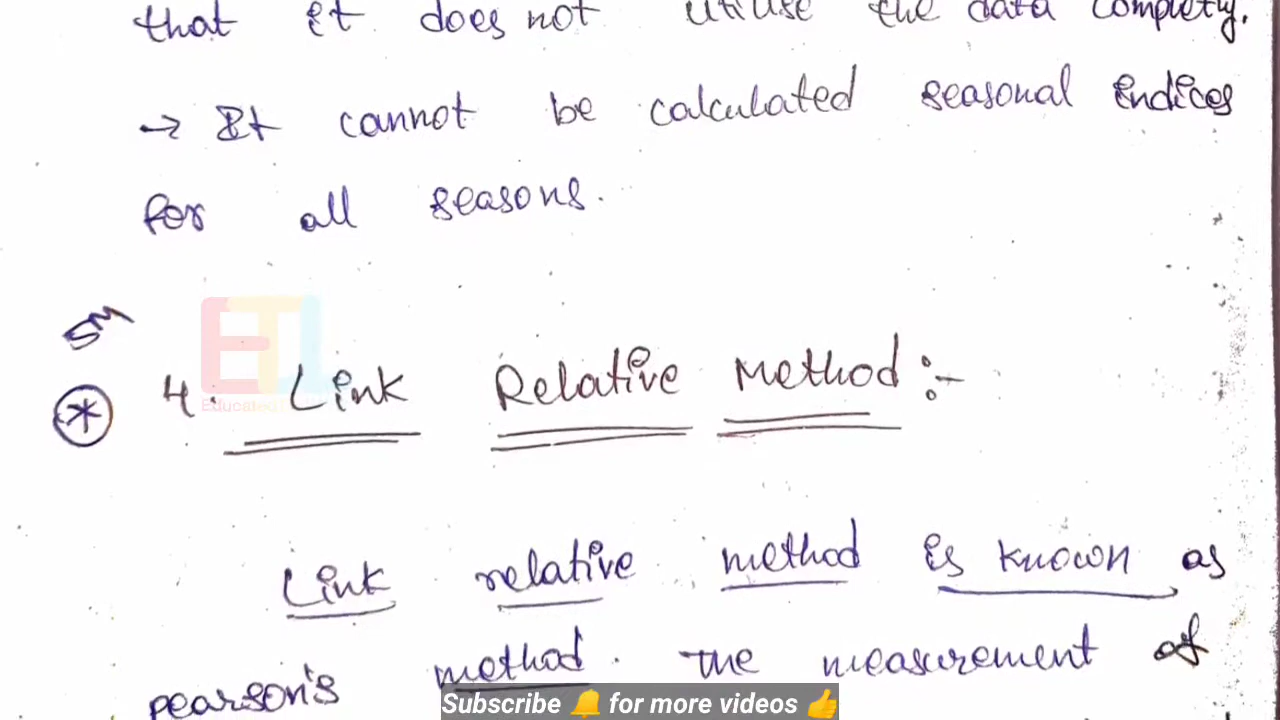 that it does not utilise the data completly.
→ It cannot be calculated seasonal indices
for all seasons.
5M
* 4. Link Relative Method :-
Link relative method is known as
pearson's method. The measurement of
Subscribe 🔔 for more videos 👍